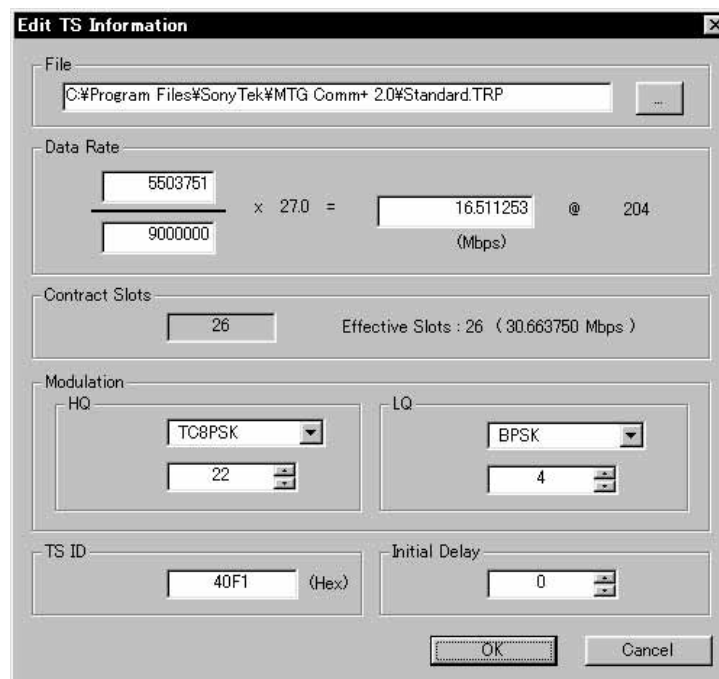 Edit TS Information
File
C:¥Program Files¥SonyTek¥MTG Comm+ 2.0¥Standard.TRP
...
Data Rate
5503751
9000000
x 27.0 =
16.511253
@ 204
(Mbps)
Contract Slots
26
Effective Slots : 26 ( 30.663750 Mbps )
Modulation
HQ
TC8PSK
22
LQ
BPSK
4
TS ID
40F1 (Hex)
Initial Delay
0
OK
Cancel